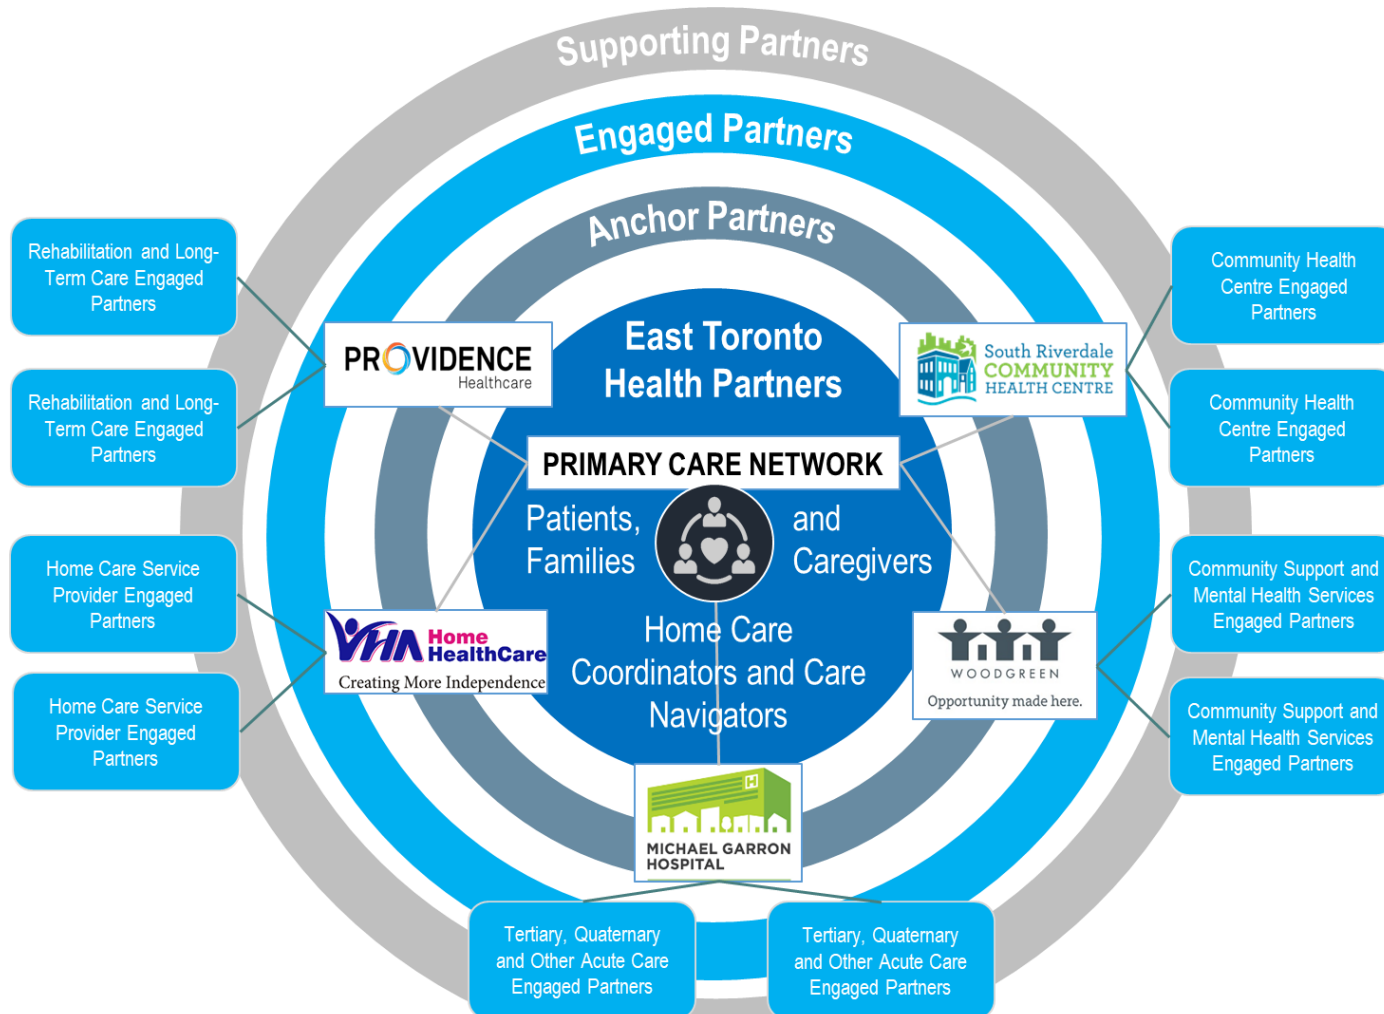 Supporting Partners
Engaged Partners
Anchor Partners
East Toronto
Health Partners
PRIMARY CARE NETWORK
Patients,
Families
and
Caregivers
Home Care
Coordinators and Care
Navigators
Rehabilitation and Long-
Term Care Engaged
Partners
Rehabilitation and Long-
Term Care Engaged
Partners
PROVIDENCE
Healthcare
Home Care Service
Provider Engaged
Partners
Home Care Service
Provider Engaged
Partners
VHA Home
HealthCare
Creating More Independence
South Riverdale
COMMUNITY
HEALTH CENTRE
Community Health
Centre Engaged
Partners
Community Health
Centre Engaged
Partners
WOODGREEN
Opportunity made here.
Community Support and
Mental Health Services
Engaged Partners
Community Support and
Mental Health Services
Engaged Partners
H
MICHAEL GARRON
HOSPITAL
Tertiary, Quaternary
and Other Acute Care
Engaged Partners
Tertiary, Quaternary
and Other Acute Care
Engaged Partners